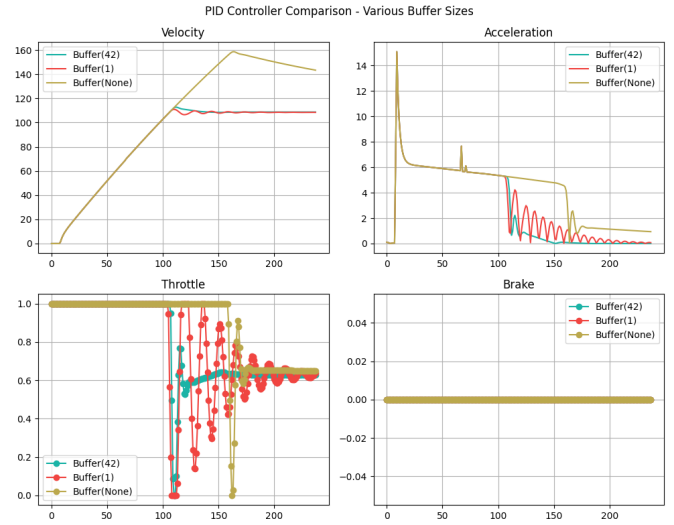 PID Controller Comparison - Various Buffer Sizes
Velocity
160
140
120
100
80
60
40
20
0
Buffer(42)
Buffer(1)
Buffer(None)
0
50
100
150
200
Acceleration
14
12
10
8
6
4
2
0
Buffer(42)
Buffer(1)
Buffer(None)
0
50
100
150
200
Throttle
1.0
0.8
0.6
0.4
0.2
0.0
Buffer(42)
Buffer(1)
Buffer(None)
0
50
100
150
200
Brake
0.04
0.02
0.00
−0.02
−0.04
Buffer(42)
Buffer(1)
Buffer(None)
0
50
100
150
200